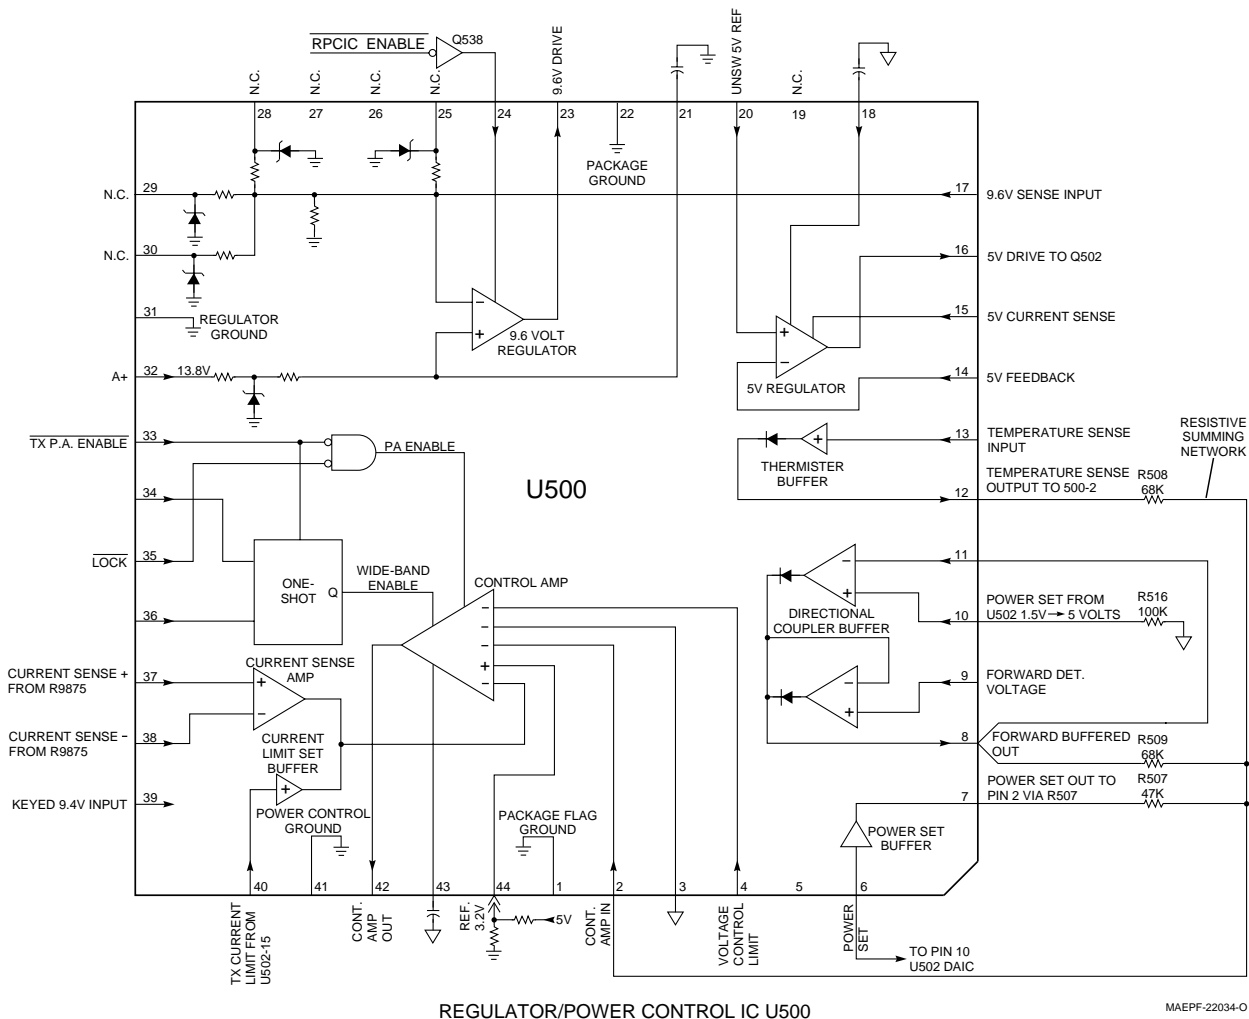 RPCIC ENABLE
Q538
9.6V DRIVE
UNSW 5V REF
N.C.
N.C.
N.C.
N.C.
N.C.
28
27
26
25
24
23
22
21
20
19
18
PACKAGE
GROUND
N.C.
29
17
9.6V SENSE INPUT
N.C.
30
16
5V DRIVE TO Q502
31
REGULATOR
GROUND
−
+
9.6 VOLT
REGULATOR
15
5V CURRENT SENSE
+
−
5V REGULATOR
A+
32
13.8V
14
5V FEEDBACK
TX P.A. ENABLE
33
PA ENABLE
+
THERMISTER
BUFFER
13
TEMPERATURE SENSE
INPUT
RESISTIVE
SUMMING
NETWORK
34
U500
12
TEMPERATURE SENSE
OUTPUT TO 500-2
R508
68K
LOCK
35
ONE-
SHOT
Q
WIDE-BAND
ENABLE
CONTROL AMP
−
−
−
+
−
−
+
DIRECTIONAL
COUPLER BUFFER
11
36
10
POWER SET FROM
U502 1.5V → 5 VOLTS
R516
100K
CURRENT SENSE +
FROM R9875
37
CURRENT SENSE
AMP
+
−
−
+
9
FORWARD DET.
VOLTAGE
CURRENT SENSE −
FROM R9875
38
CURRENT
LIMIT SET
BUFFER
+
8
FORWARD BUFFERED
OUT
R509
68K
KEYED 9.4V INPUT
39
POWER CONTROL
GROUND
PACKAGE FLAG
GROUND
7
POWER SET OUT TO
PIN 2 VIA R507
R507
47K
POWER SET
BUFFER
40
41
42
43
44
1
2
3
4
5
6
TX CURRENT
LIMIT FROM
U502-15
CONT.
AMP
OUT
REF.
3.2V
5V
CONT.
AMP IN
VOLTAGE
CONTROL
LIMIT
POWER
SET
TO PIN 10
U502 DAIC
REGULATOR/POWER CONTROL IC U500
MAEPF-22034-O